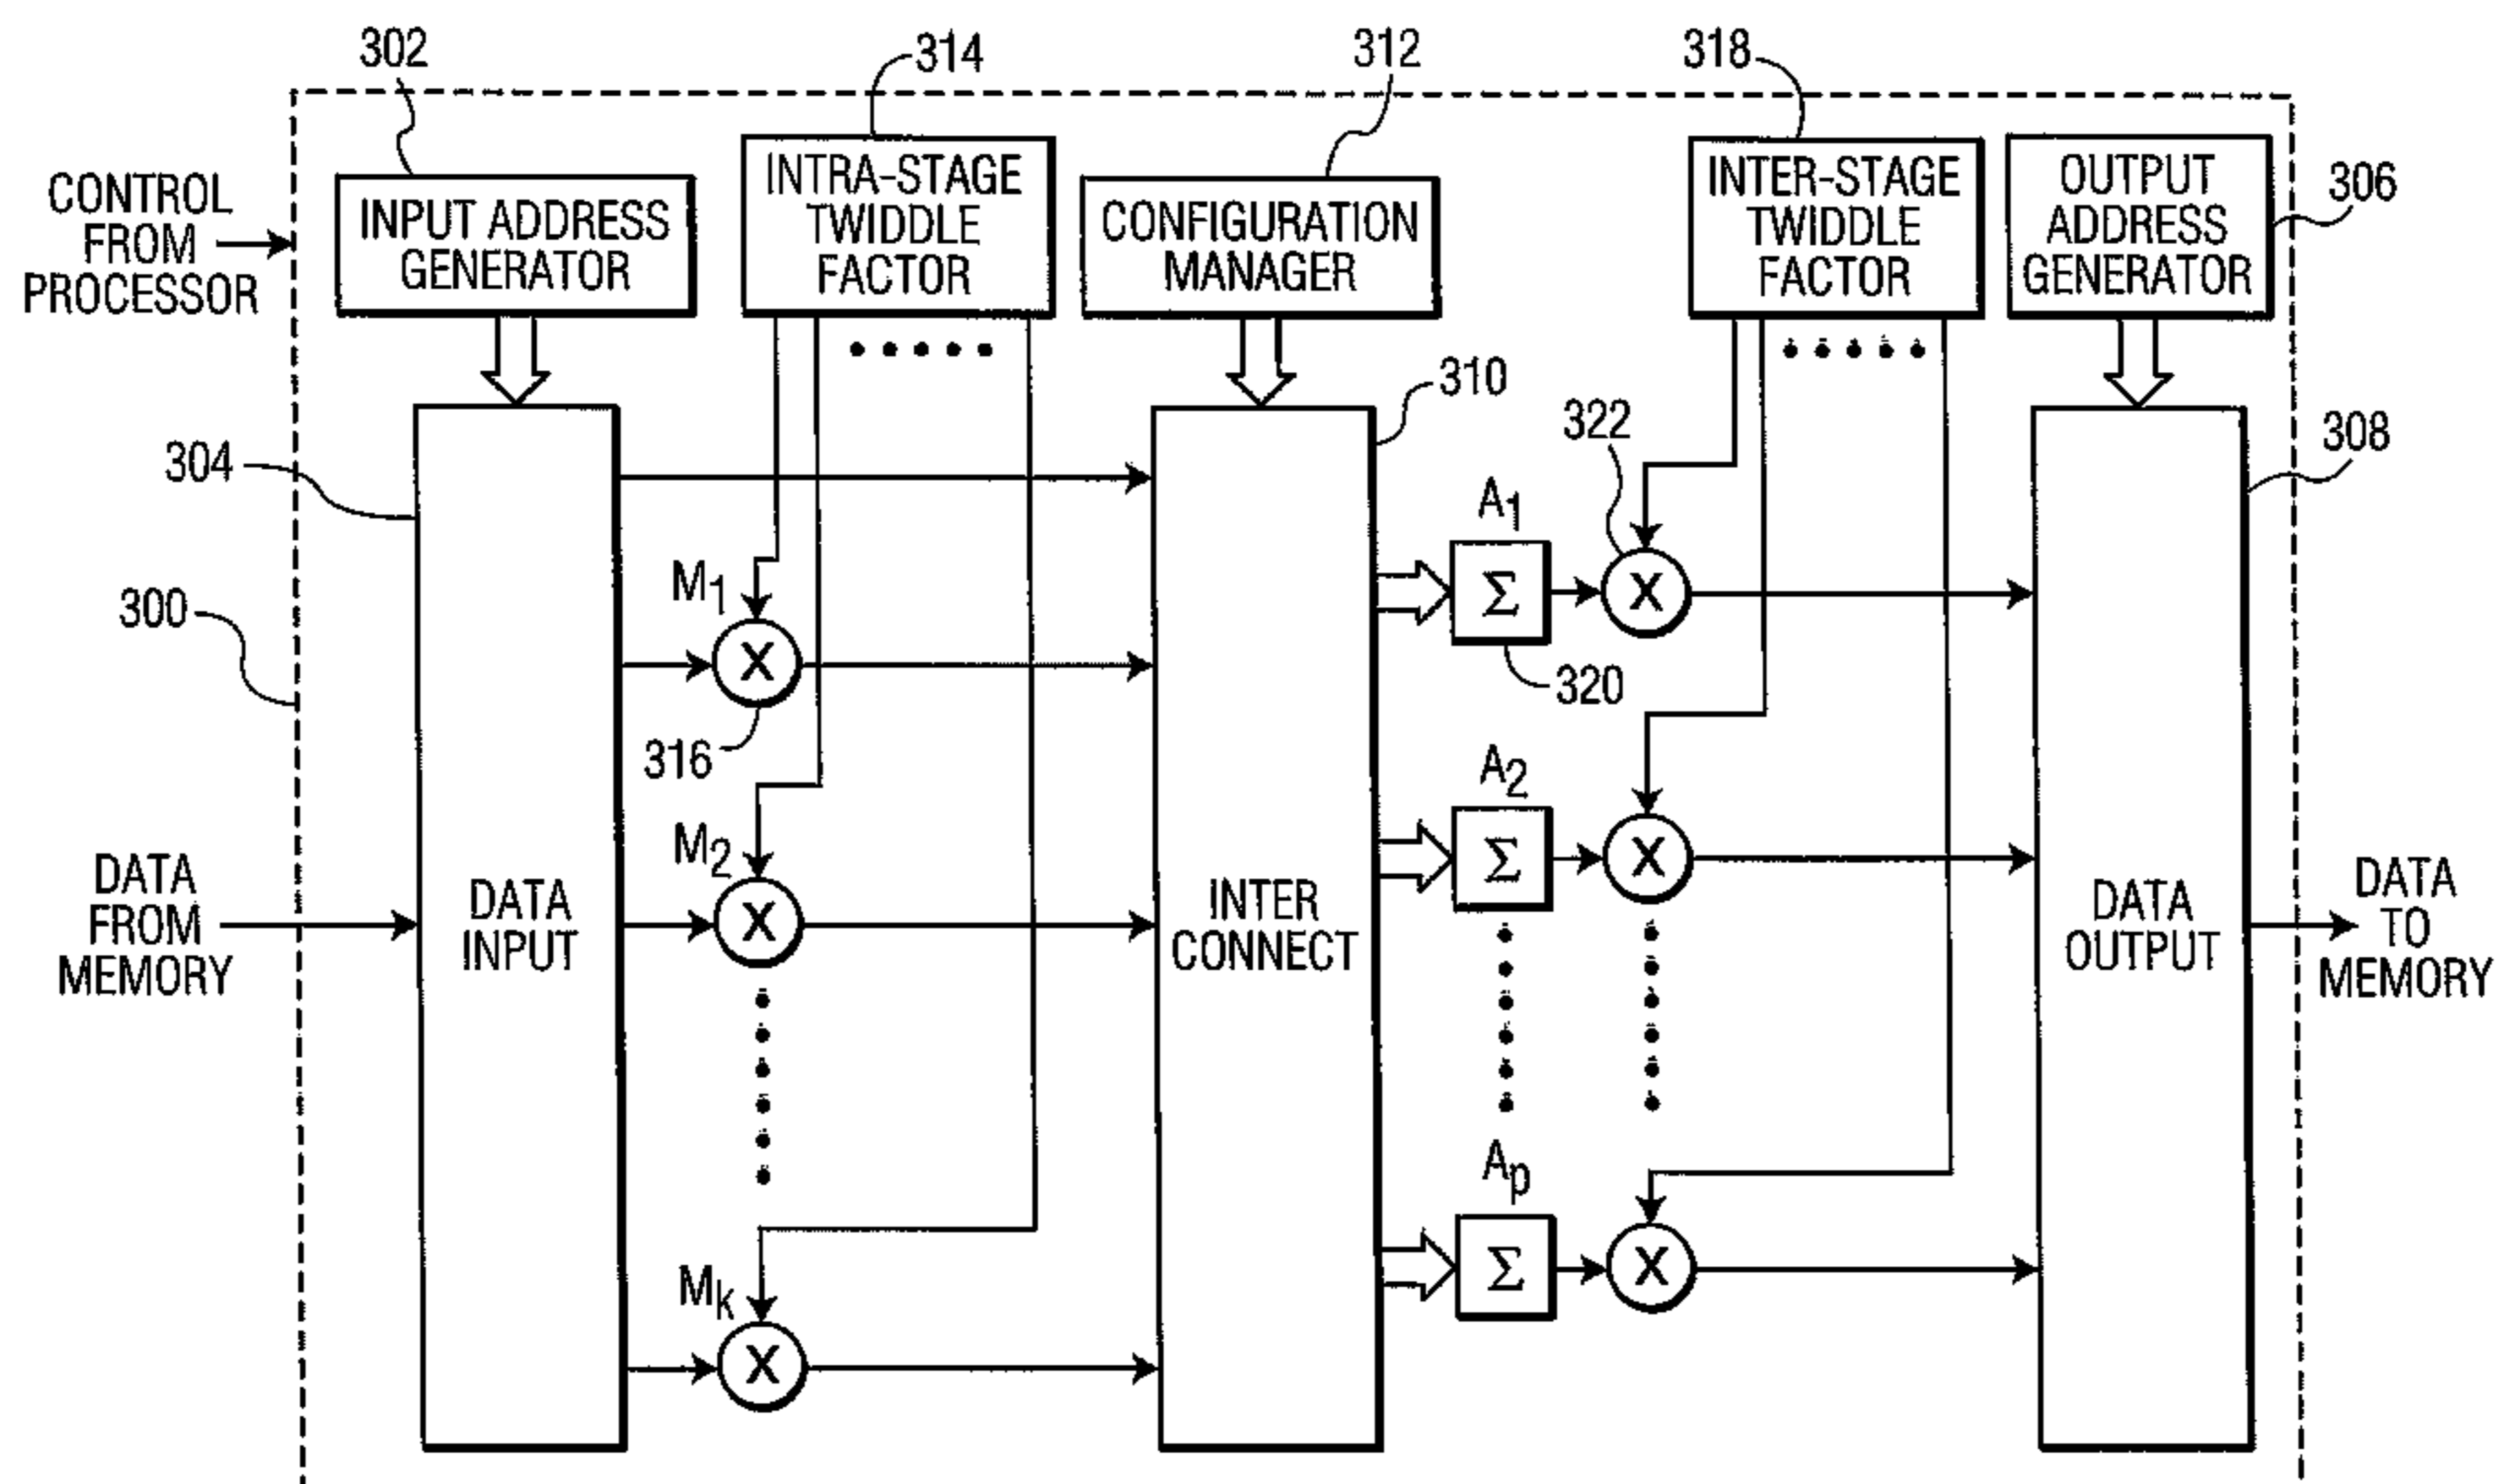 302
314
312
318
CONTROL
FROM
PROCESSOR
INPUT ADDRESS
GENERATOR
INTRA-STAGE
TWIDDLE
FACTOR
CONFIGURATION
MANAGER
INTER-STAGE
TWIDDLE
FACTOR
OUTPUT
ADDRESS
GENERATOR
306
310
304
322
308
A1
Σ
X
320
300
M1
X
316
A2
Σ
X
M2
X
DATA
FROM
MEMORY
DATA
INPUT
INTER
CONNECT
DATA
OUTPUT
DATA
TO
MEMORY
Ap
Σ
X
Mk
X